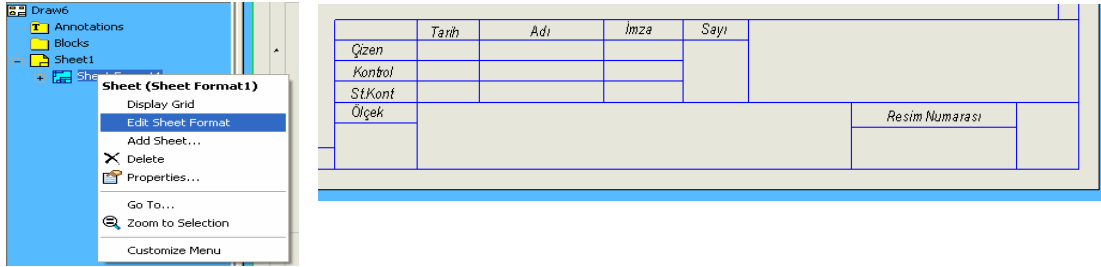 Draw6
Annotations
Blocks
Sheet1
Sheet (Sheet Format1)
Display Grid
Edit Sheet Format
Add Sheet...
Delete
Properties...
Go To...
Zoom to Selection
Customize Menu
Tarih Adı İmza Sayı
Çizen
Kontrol
St.Kont
Ölçek
Resim Numarası